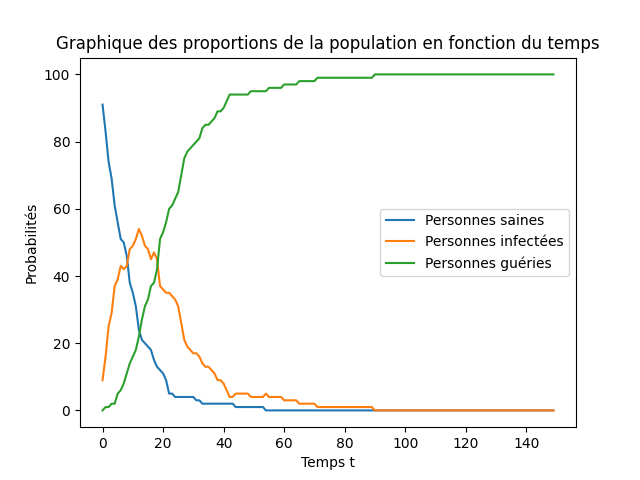 Graphique des proportions de la population en fonction du temps
100
80
60
40
20
0
Probabilités
Personnes saines
Personnes infectées
Personnes guéries
0 20 40 60 80 100 120 140
Temps t